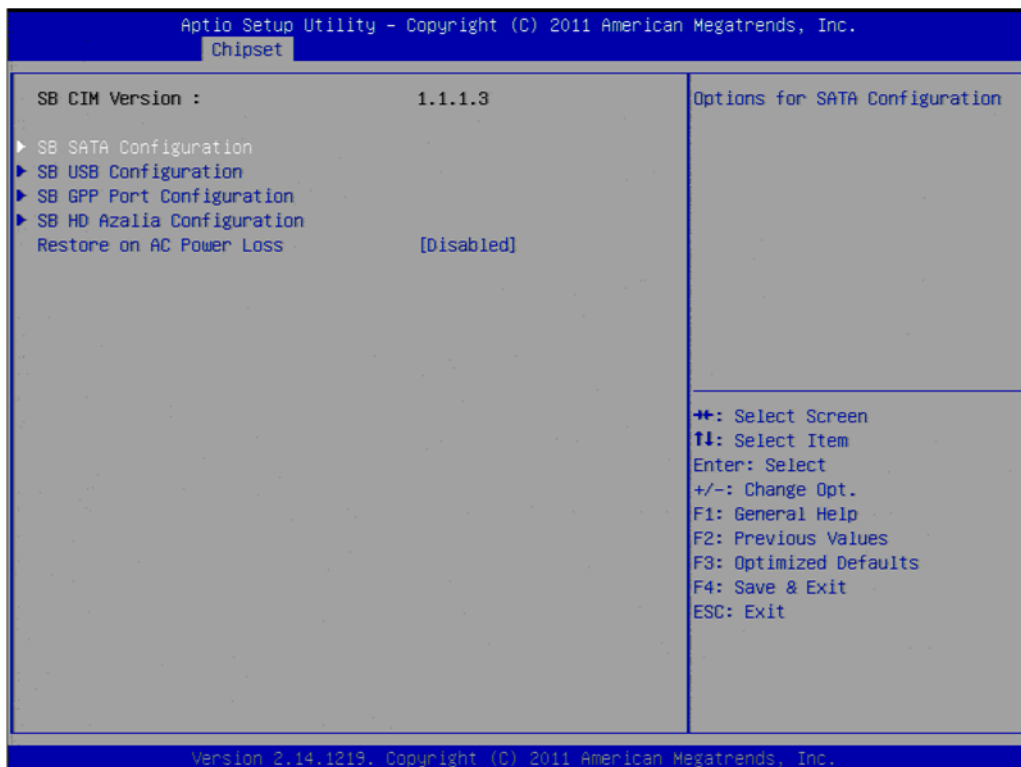 Aptio Setup Utility – Copyright (C) 2011 American Megatrends, Inc.
Chipset
SB CIM Version : 1.1.1.3
SB SATA Configuration
SB USB Configuration
SB GPP Port Configuration
SB HD Azalia Configuration
Restore on AC Power Loss [Disabled]
Options for SATA Configuration
→←: Select Screen
↑↓: Select Item
Enter: Select
+/-: Change Opt.
F1: General Help
F2: Previous Values
F3: Optimized Defaults
F4: Save & Exit
ESC: Exit
Version 2.14.1219. Copyright (C) 2011 American Megatrends, Inc.